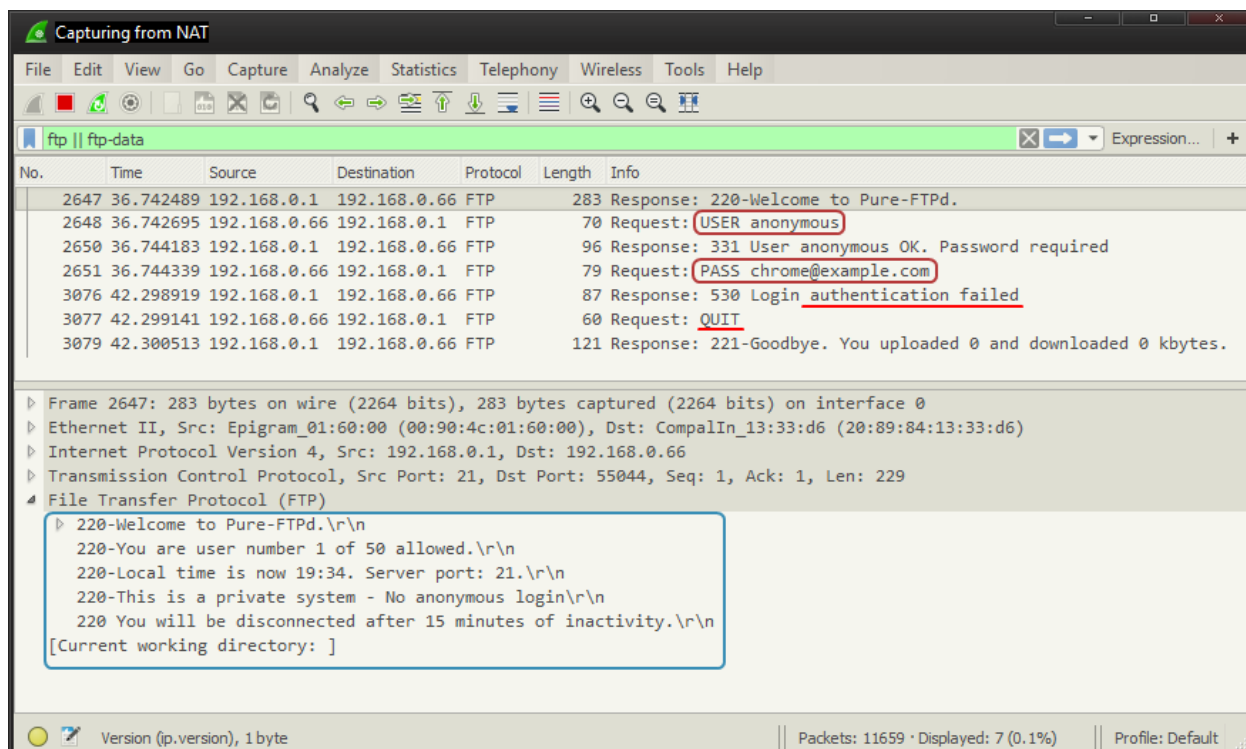 Capturing from NAT
File Edit View Go Capture Analyze Statistics Telephony Wireless Tools Help
ftp || ftp-data Expression... +
No. Time Source Destination Protocol Length Info
2647 36.742489 192.168.0.1 192.168.0.66 FTP 283 Response: 220-Welcome to Pure-FTPd.
2648 36.742695 192.168.0.66 192.168.0.1 FTP 70 Request: USER anonymous
2650 36.744183 192.168.0.1 192.168.0.66 FTP 96 Response: 331 User anonymous OK. Password required
2651 36.744339 192.168.0.66 192.168.0.1 FTP 79 Request: PASS chrome@example.com
3076 42.298919 192.168.0.1 192.168.0.66 FTP 87 Response: 530 Login authentication failed
3077 42.299141 192.168.0.66 192.168.0.1 FTP 60 Request: QUIT
3079 42.300513 192.168.0.1 192.168.0.66 FTP 121 Response: 221-Goodbye. You uploaded 0 and downloaded 0 kbytes.
Frame 2647: 283 bytes on wire (2264 bits), 283 bytes captured (2264 bits) on interface 0
Ethernet II, Src: Epigram_01:60:00 (00:90:4c:01:60:00), Dst: CompalIn_13:33:d6 (20:89:84:13:33:d6)
Internet Protocol Version 4, Src: 192.168.0.1, Dst: 192.168.0.66
Transmission Control Protocol, Src Port: 21, Dst Port: 55044, Seq: 1, Ack: 1, Len: 229
File Transfer Protocol (FTP)
220-Welcome to Pure-FTPd.\r\n
220-You are user number 1 of 50 allowed.\r\n
220-Local time is now 19:34. Server port: 21.\r\n
220-This is a private system - No anonymous login\r\n
220 You will be disconnected after 15 minutes of inactivity.\r\n
[Current working directory: ]
Version (ip.version), 1 byte Packets: 11659 · Displayed: 7 (0.1%) Profile: Default